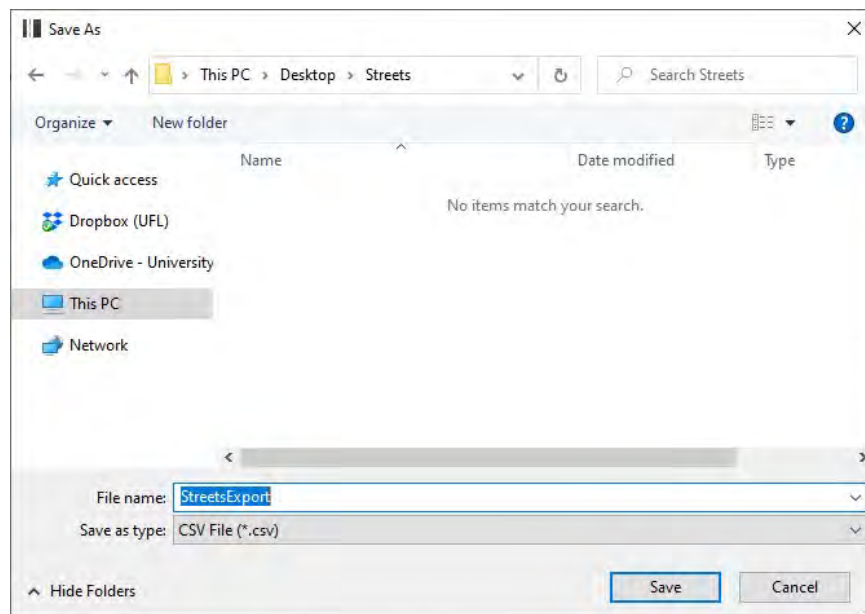 Save As
This PC > Desktop > Streets
Search Streets
Organize
New folder
Name
Date modified
Type
No items match your search.
Quick access
Dropbox (UFL)
OneDrive - University
This PC
Network
File name: StreetsExport
Save as type: CSV File (*.csv)
Hide Folders
Save
Cancel